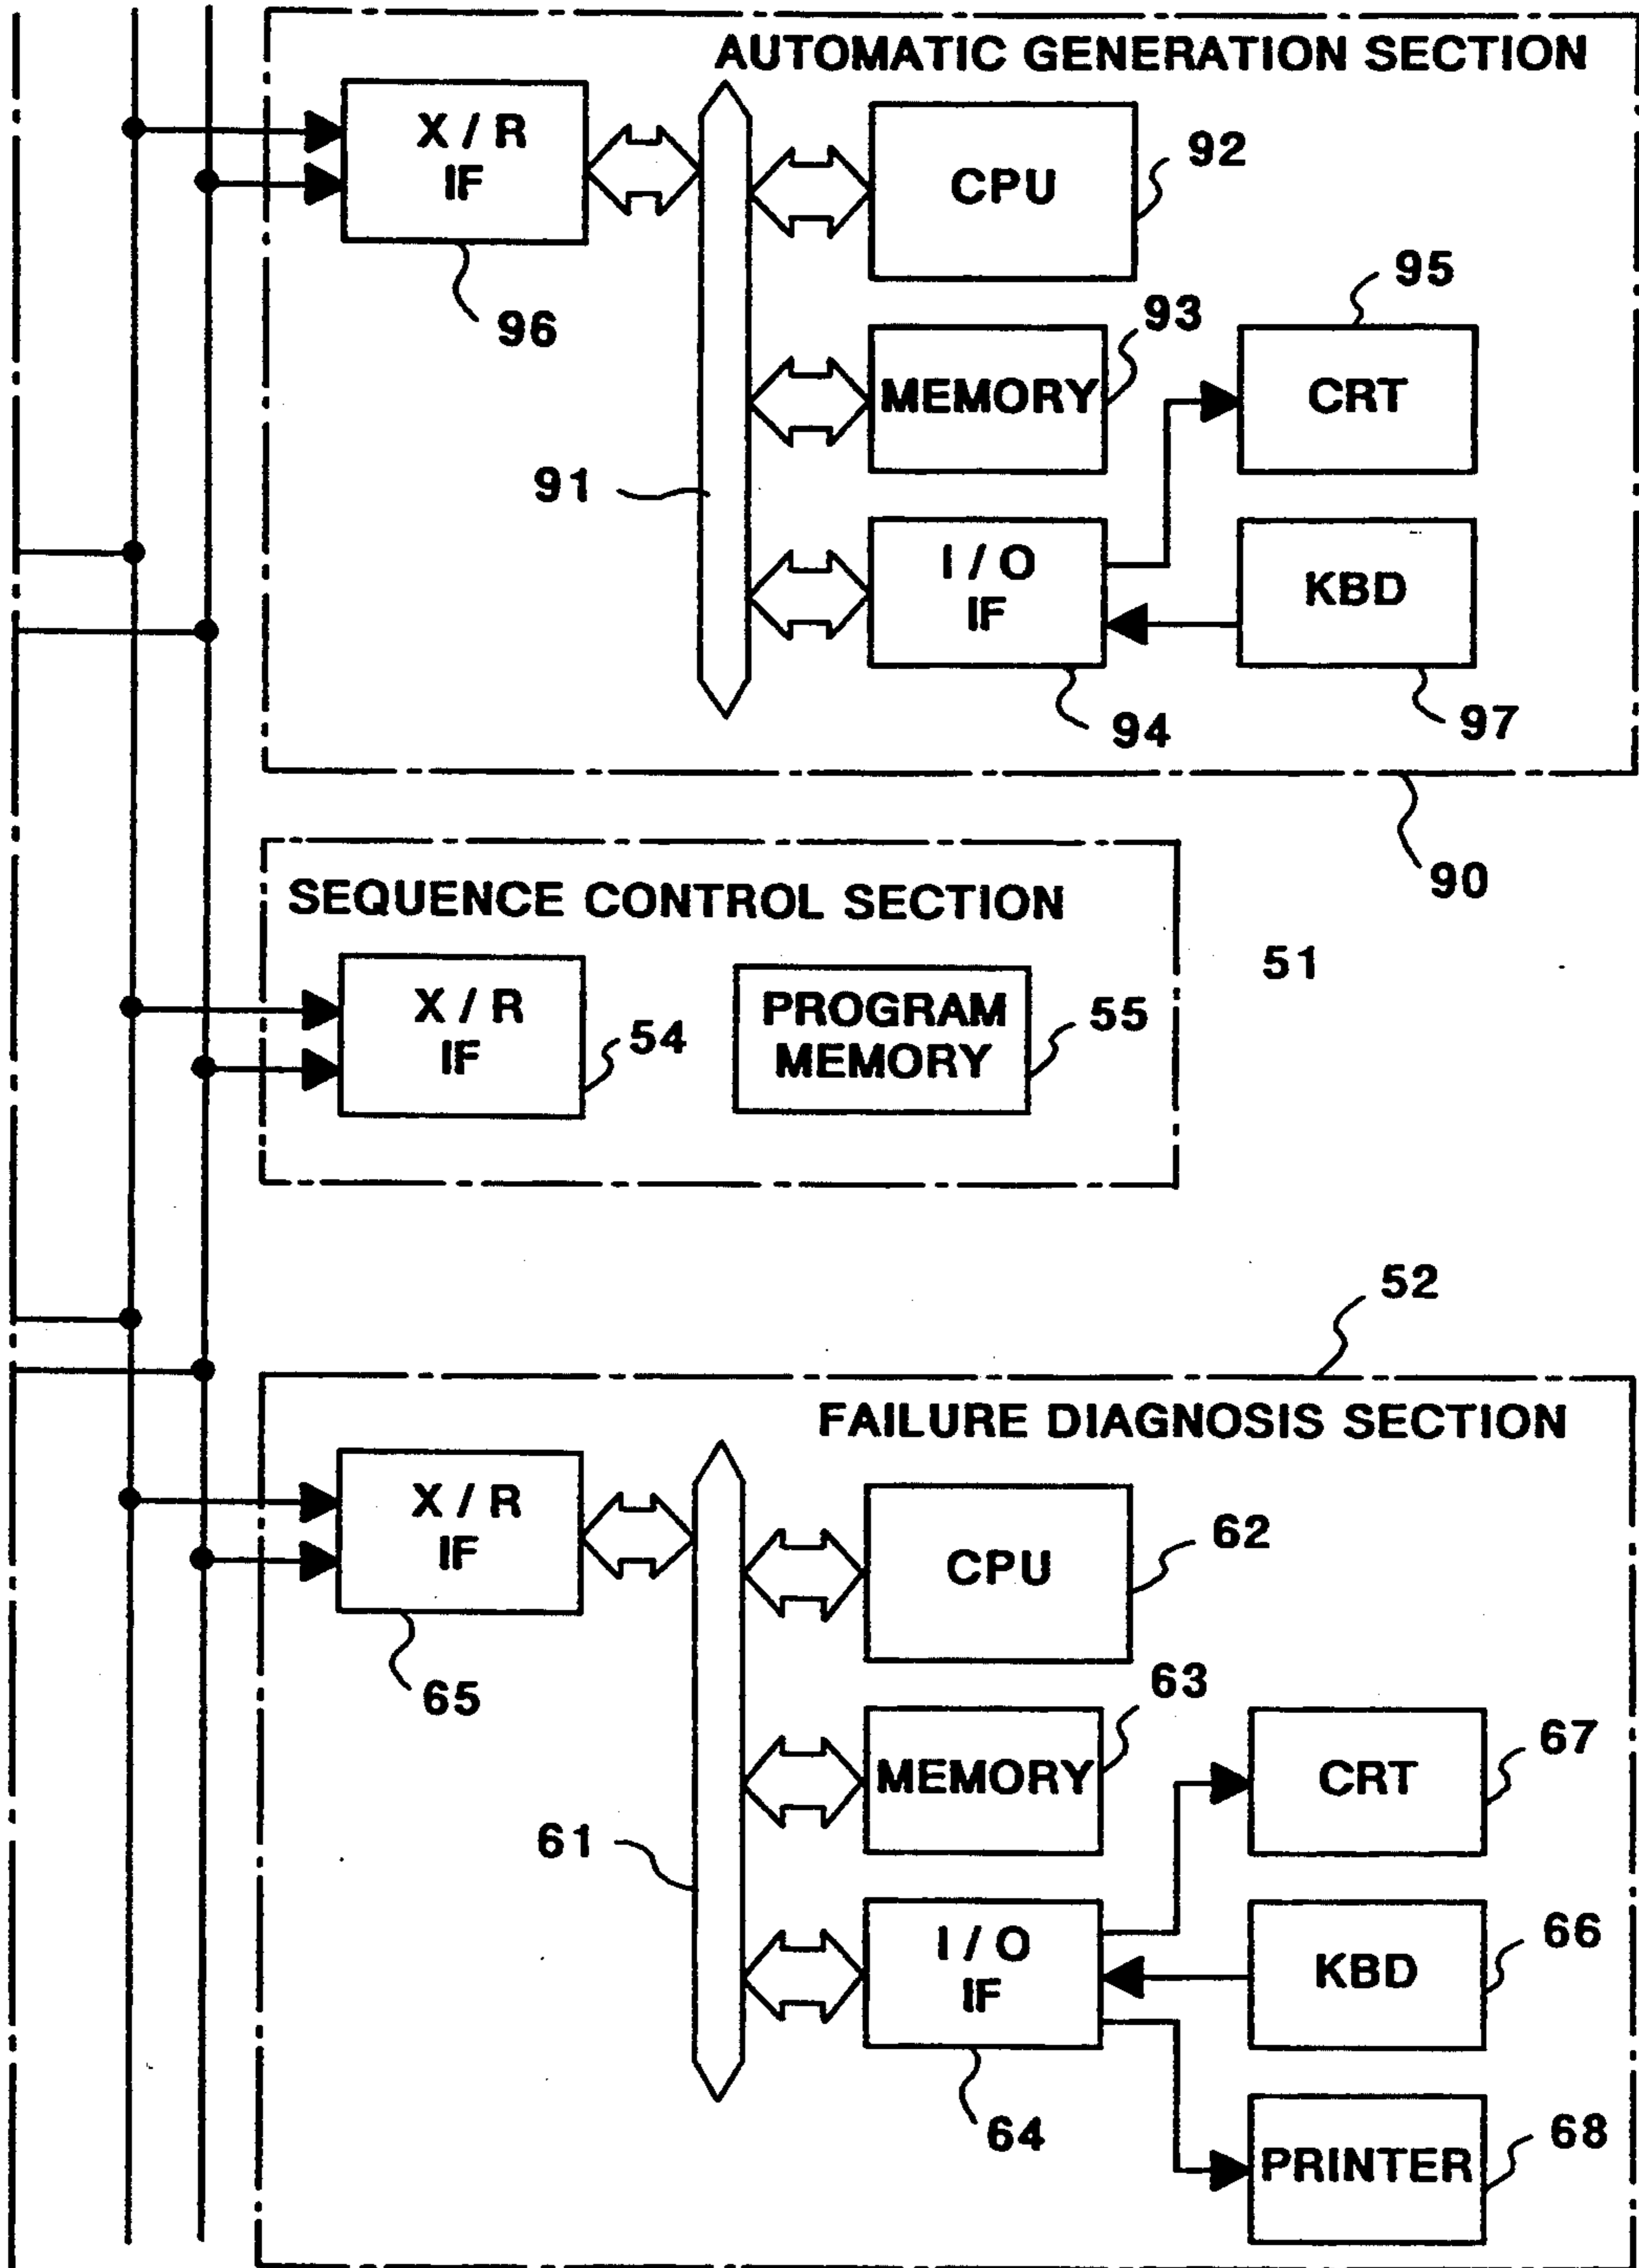 AUTOMATIC GENERATION SECTION
X / R
IF
96
CPU
92
MEMORY
93
95
CRT
91
I / O
IF
94
KBD
97
90
SEQUENCE CONTROL SECTION
X / R
IF
54
PROGRAM
MEMORY
55
51
52
FAILURE DIAGNOSIS SECTION
X / R
IF
65
CPU
62
MEMORY
63
CRT
67
61
I / O
IF
64
KBD
66
PRINTER
68